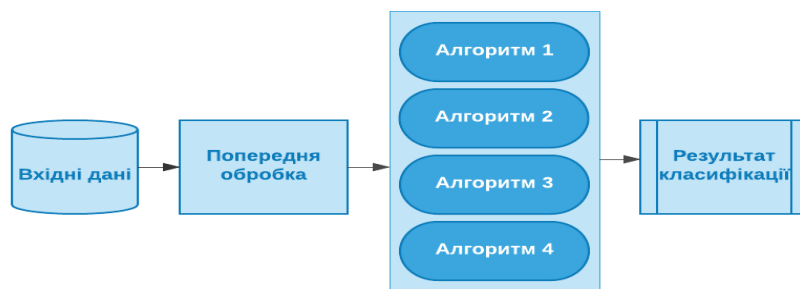 Вхідні дані
Попередня
обробка
Алгоритм 1
Алгоритм 2
Алгоритм 3
Алгоритм 4
Результат
класифікації